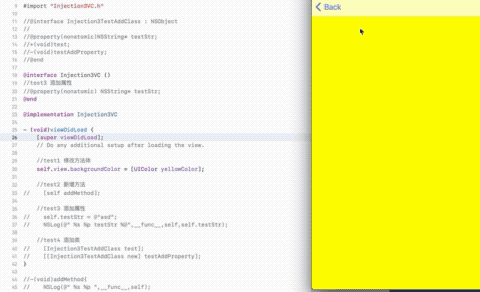 9 #import "Injection3VC.h"
10
11 //@interface Injection3TestAddClass : NSObject
12 //
13 //@property(nonatomic)NSString* testStr;
14 //+(void)test;
15 //-(void)testAddProperty;
16 //@end
17
18 @interface Injection3VC ()
19 //test3 添加属性
20 //@property(nonatomic) NSString* testStr;
21 @end
22
23 @implementation Injection3VC
24
25 - (void)viewDidLoad {
26 [super viewDidLoad];
27 // Do any additional setup after loading the view.
28
29 //test1 修改方法体
30 self.view.backgroundColor = [UIColor yellowColor];
31
32 //test2 新增方法
33 // [self addMethod];
34
35 //test3 添加属性
36 // self.testStr = @"asd";
37 // NSLog(@" %s %p testStr %@",__func__,self,self.testStr);
38
39 //test4 添加类
40 // [Injection3TestAddClass test];
41 // [[Injection3TestAddClass new] testAddProperty];
42 }
43
44 //-(void)addMethod{
45 // NSLog(@" %s %p ",__func__,self);
Back